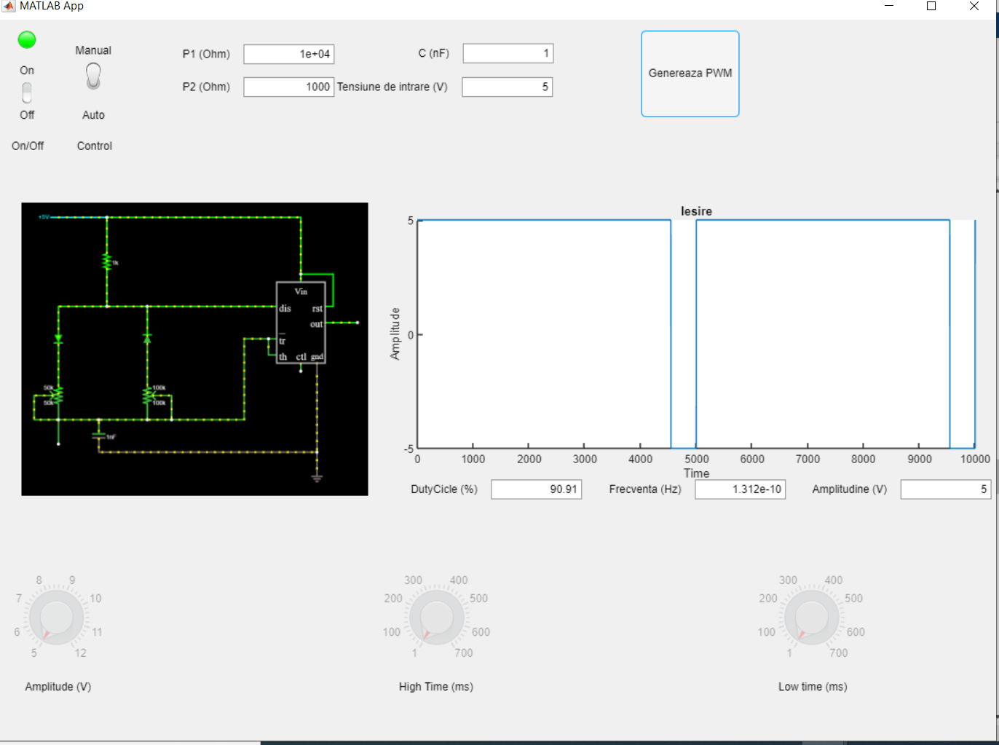 MATLAB App
Manual
On
Off
Auto
On/Off
Control
P1 (Ohm) 1e+04
C (nF) 1
P2 (Ohm) 1000
Tensiune de intrare (V) 5
Genereaza PWM
+5V
1k
Vin
dis
rst
out
tr
th ctl gnd
50k
50k
100k
100k
1nF
Iesire
5
0
-5
Amplitude
0 1000 2000 3000 4000 5000 6000 7000 8000 9000 10000
Time
DutyCicle (%) 90.91
Frecventa (Hz) 1.312e-10
Amplitudine (V) 5
5 6 7 8 9 10 11 12
Amplitude (V)
1 100 200 300 400 500 600 700
High Time (ms)
1 100 200 300 400 500 600 700
Low time (ms)